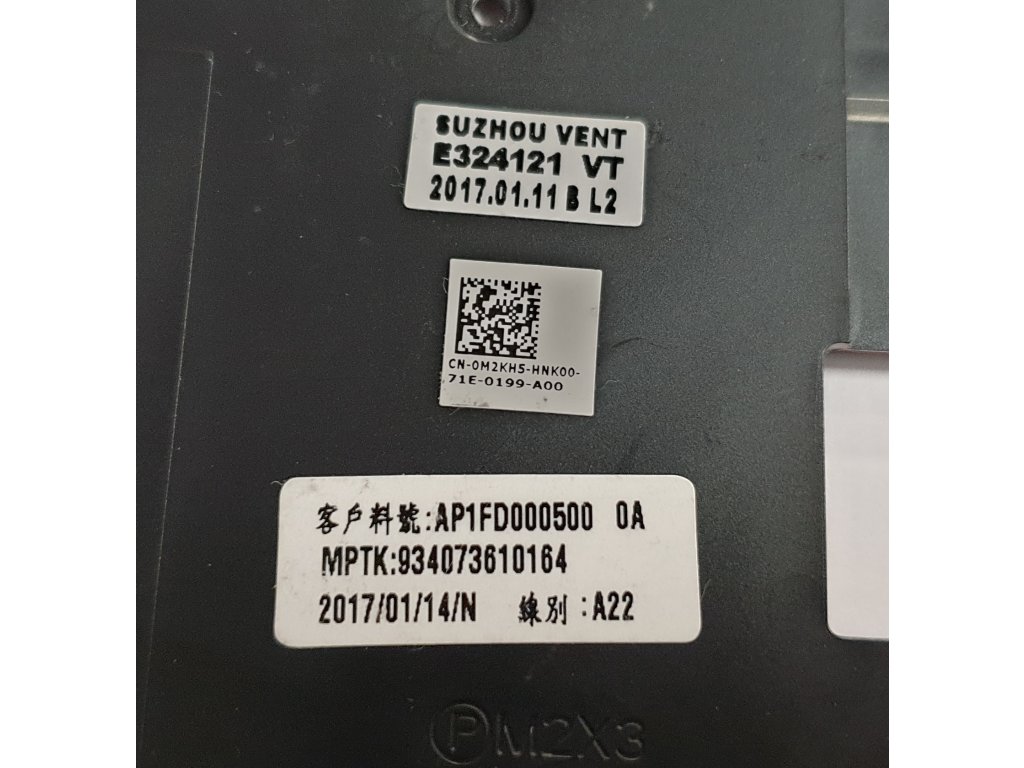 SUZHOU VENT
E324121 VT
2017.01.11 B L2
CN-0M2KH5-HNK00-
71E-0199-A00
客戶料號:AP1FD000500 0A
MPTK:934073610164
2017/01/14/N 線別:A22
P M2X3